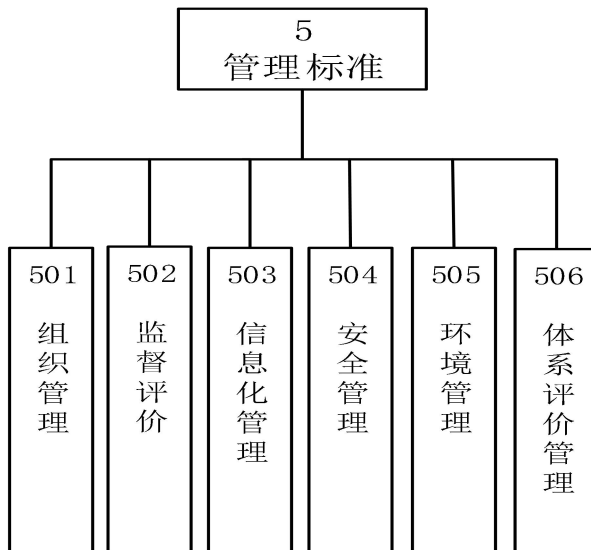 5
管理标准
501
组织管理
502
监督评价
503
信息化管理
504
安全管理
505
环境管理
506
体系评价管理